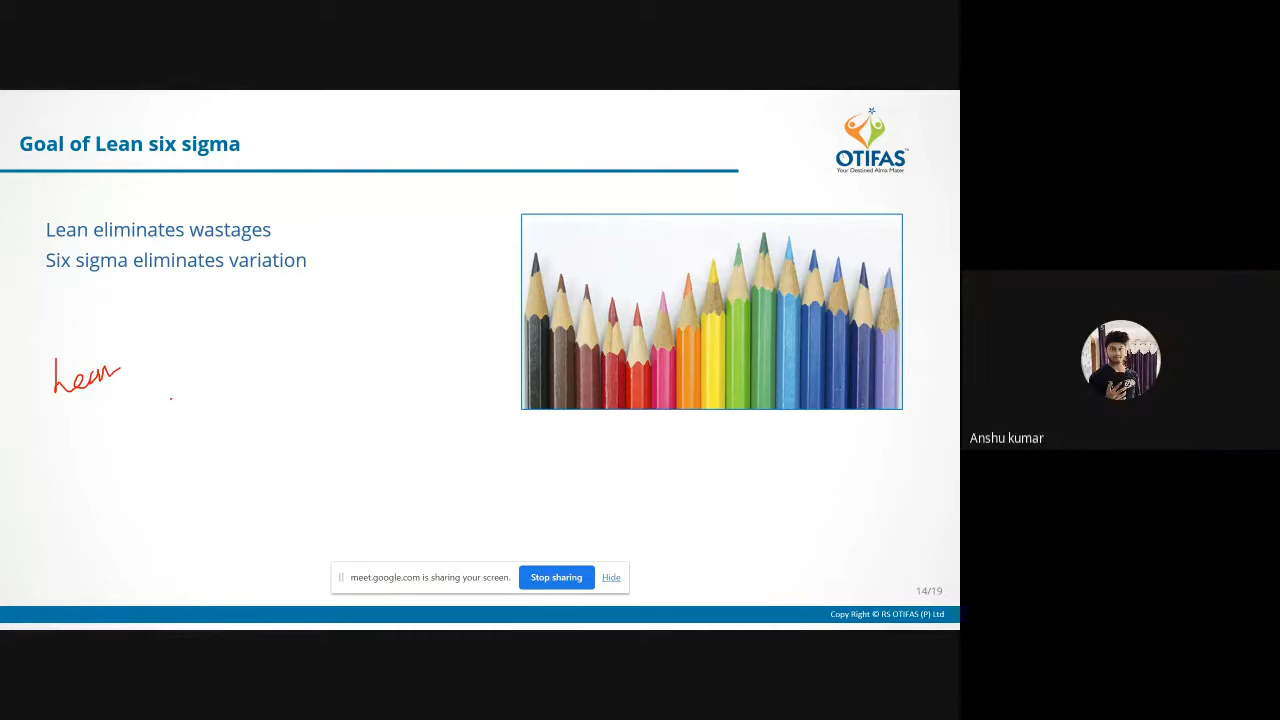 Goal of Lean six sigma
OTIFAS™
Your Destined Alma Mater
Lean eliminates wastages
Six sigma eliminates variation
Lean
Anshu kumar
meet.google.com is sharing your screen.
Stop sharing
Hide
14/19
Copy Right © RS OTIFAS (P) Ltd